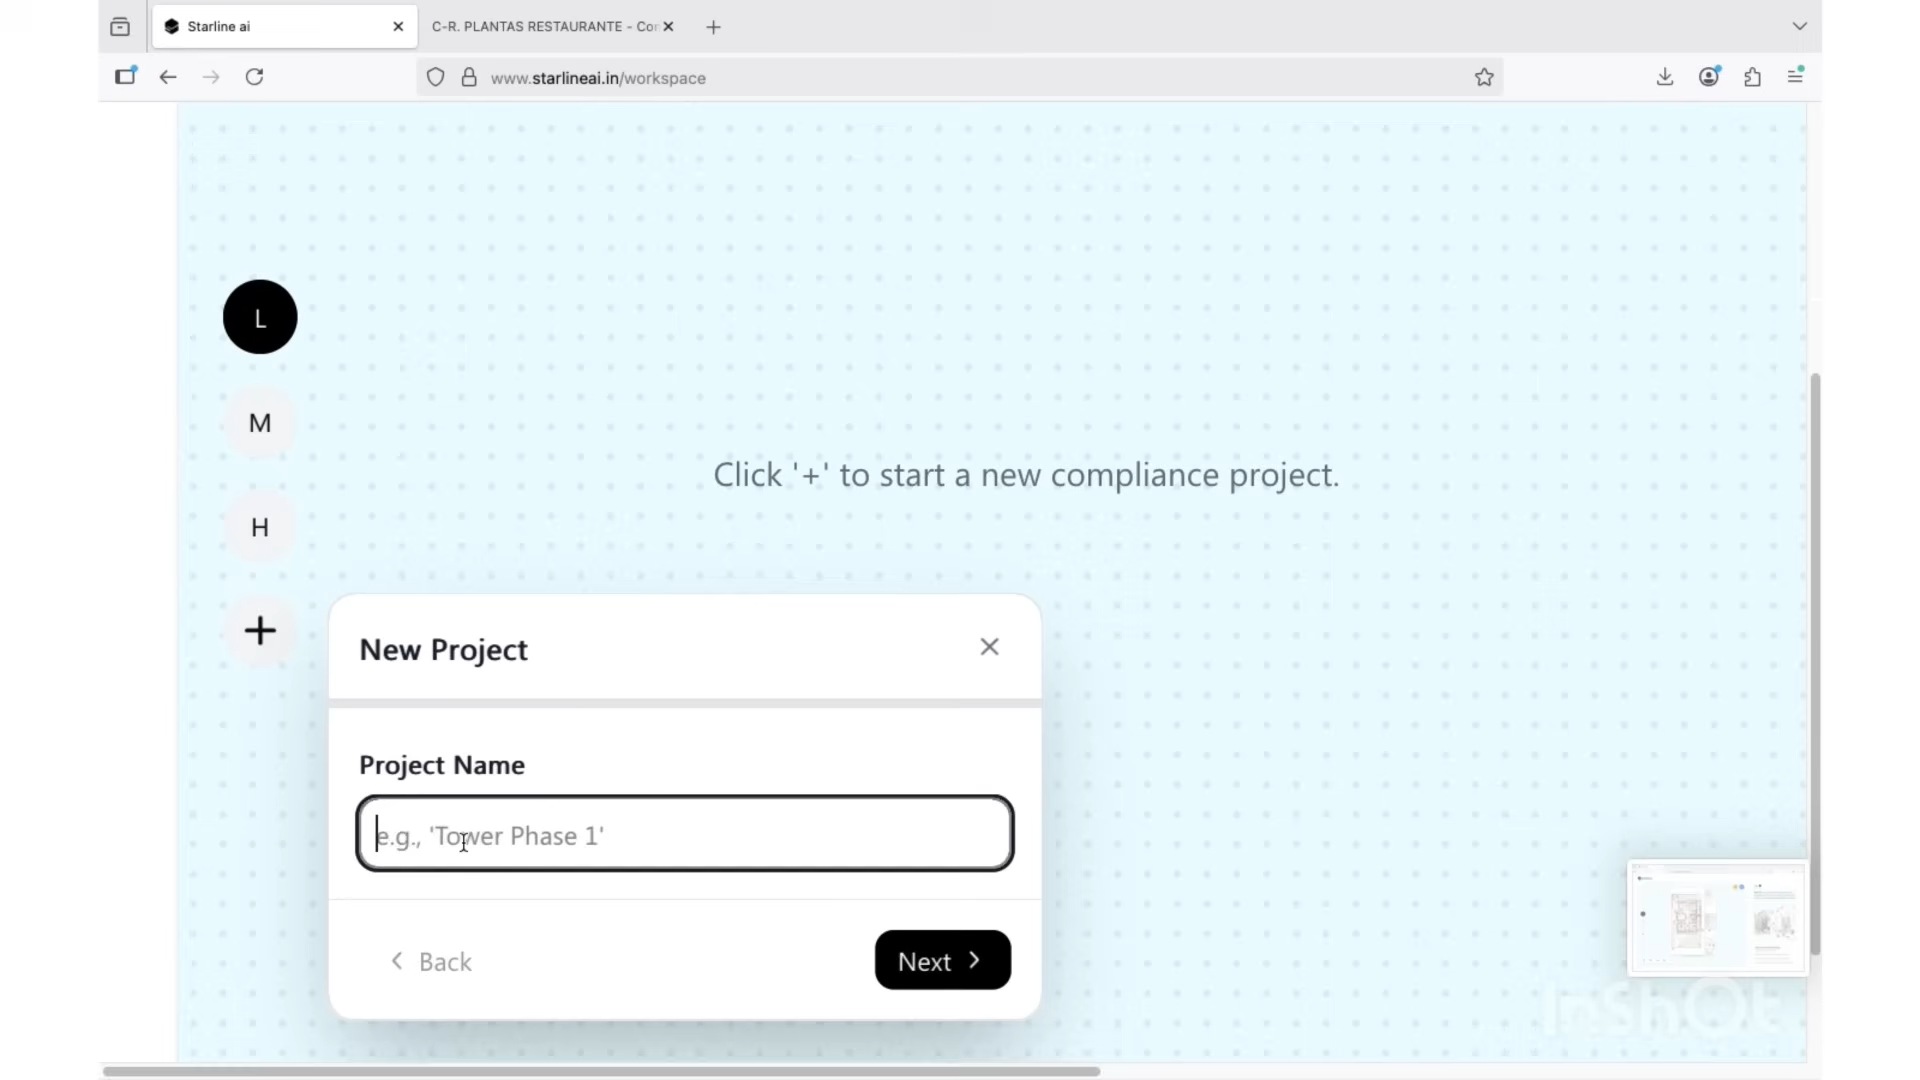 Starline ai
C-R. PLANTAS RESTAURANTE - Cor
www.starlineai.in/workspace
L
M
H
Click '+' to start a new compliance project.
New Project
Project Name
e.g., 'Tower Phase 1'
Back
Next
InShOt